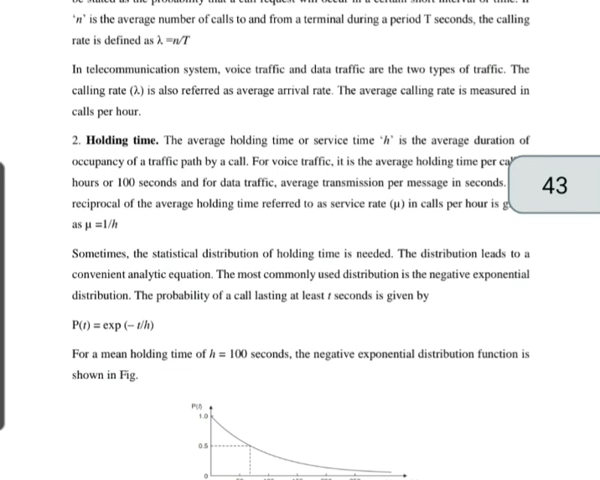 'n' is the average number of calls to and from a terminal during a period T seconds, the calling
rate is defined as λ =n/T
In telecommunication system, voice traffic and data traffic are the two types of traffic. The
calling rate (λ) is also referred as average arrival rate. The average calling rate is measured in
calls per hour.
2. Holding time. The average holding time or service time 'h' is the average duration of
occupancy of a traffic path by a call. For voice traffic, it is the average holding time per
hours or 100 seconds and for data traffic, average transmission per message in seconds.
43
reciprocal of the average holding time referred to as service rate (μ) in calls per hour is
as μ =1/h
Sometimes, the statistical distribution of holding time is needed. The distribution leads to a
convenient analytic equation. The most commonly used distribution is the negative exponential
distribution. The probability of a call lasting at least t seconds is given by
P(t) = exp (– t/h)
For a mean holding time of h = 100 seconds, the negative exponential distribution function is
shown in Fig.
P(t)
1.0
0.5
0